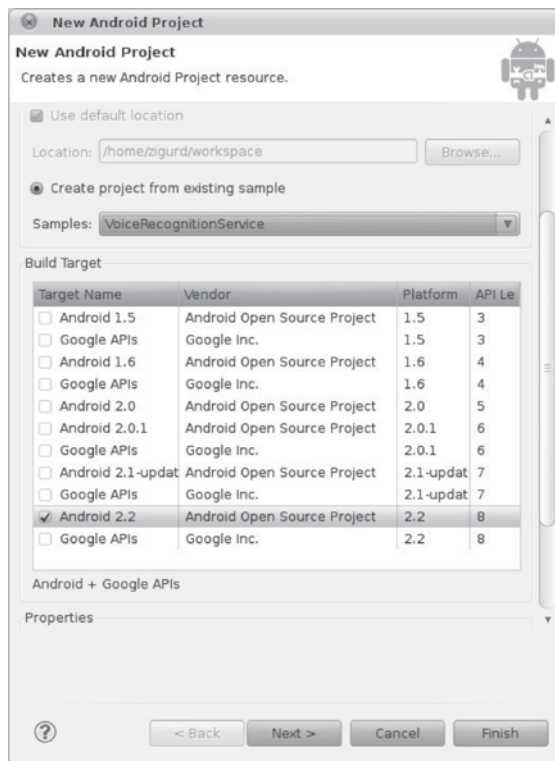 New Android Project
New Android Project
Creates a new Android Project resource.
Use default location
Location: /home/zigurd/workspace Browse...
Create project from existing sample
Samples: VoiceRecognitionService
Build Target
Target Name Vendor Platform API Le
Android 1.5 Android Open Source Project 1.5 3
Google APIs Google Inc. 1.5 3
Android 1.6 Android Open Source Project 1.6 4
Google APIs Google Inc. 1.6 4
Android 2.0 Android Open Source Project 2.0 5
Android 2.0.1 Android Open Source Project 2.0.1 6
Google APIs Google Inc. 2.0.1 6
Android 2.1-updat Android Open Source Project 2.1-updat 7
Google APIs Google Inc. 2.1-updat 7
Android 2.2 Android Open Source Project 2.2 8
Google APIs Google Inc. 2.2 8
Android + Google APIs
Properties
? < Back Next > Cancel Finish